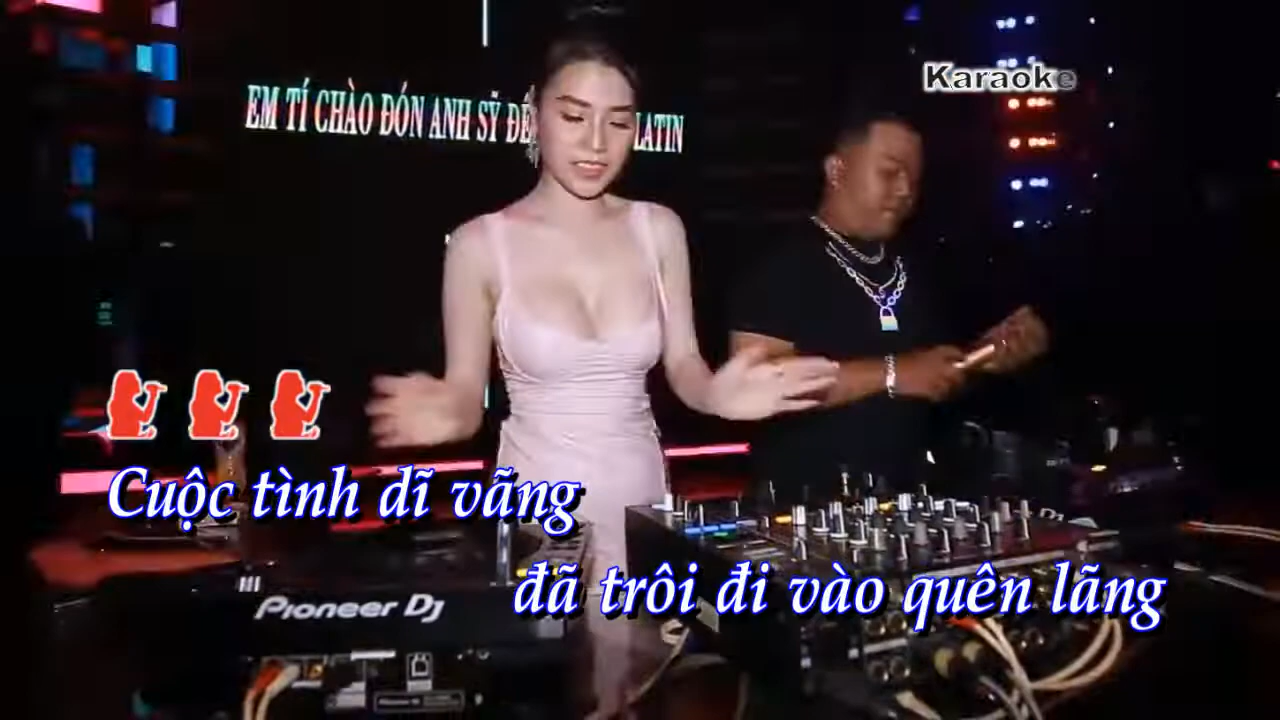 Karaoke
EM TÍ CHÀO ĐÓN ANH SỸ ĐẾ LATIN
Cuộc tình dĩ vãng
đã trôi đi vào quên lãng
Pioneer Dj